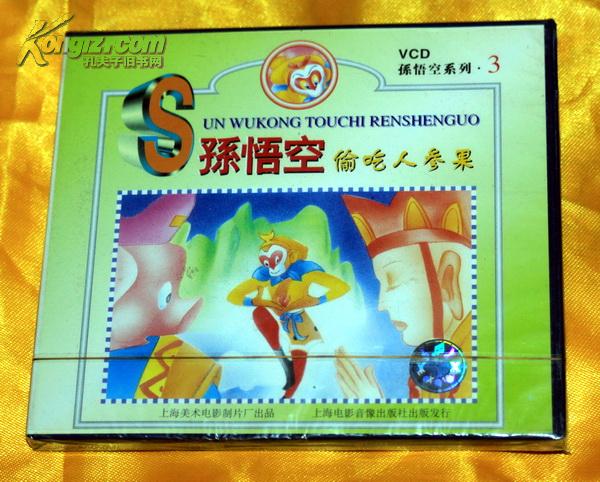 Kongfz.com
孔夫子旧书网
VCD
孫悟空系列·3
SUN WUKONG TOUCHI RENSHENGUO
孫悟空 偷吃人参果
上海美术电影制片厂出品 上海电影音像出版社出版发行